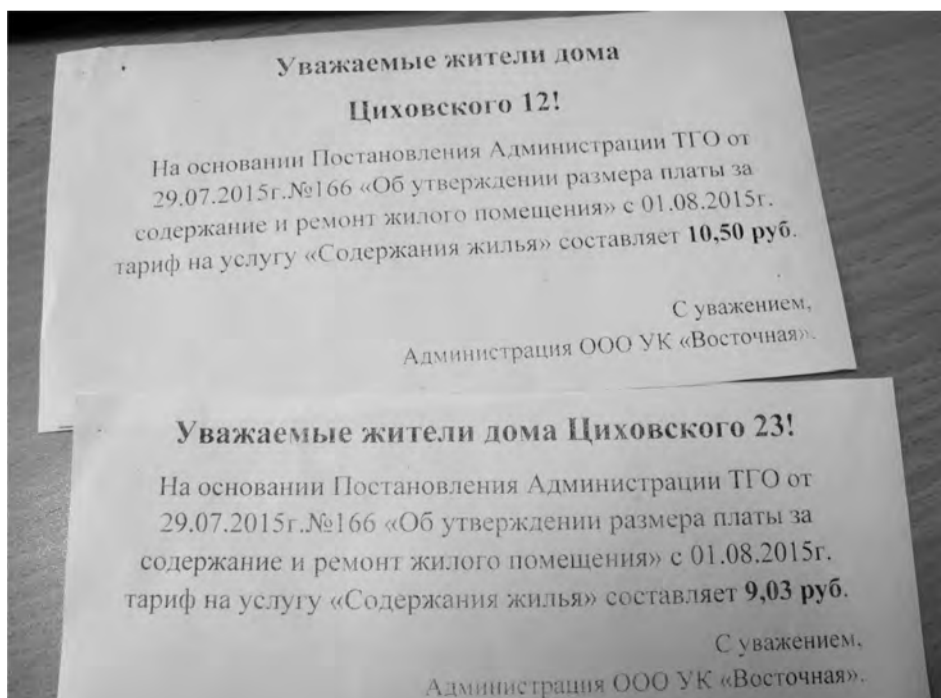 Уважаемые жители дома
Циховского 12!
На основании Постановления Администрации ТГО от
29.07.2015г.№166 «Об утверждении размера платы за
содержание и ремонт жилого помещения» с 01.08.2015г.
тариф на услугу «Содержания жилья» составляет 10,50 руб.
С уважением,
Администрация ООО УК «Восточная».
Уважаемые жители дома Циховского 23!
На основании Постановления Администрации ТГО от
29.07.2015г.№166 «Об утверждении размера платы за
содержание и ремонт жилого помещения» с 01.08.2015г.
тариф на услугу «Содержания жилья» составляет 9,03 руб.
С уважением,
Администрация ООО УК «Восточная».